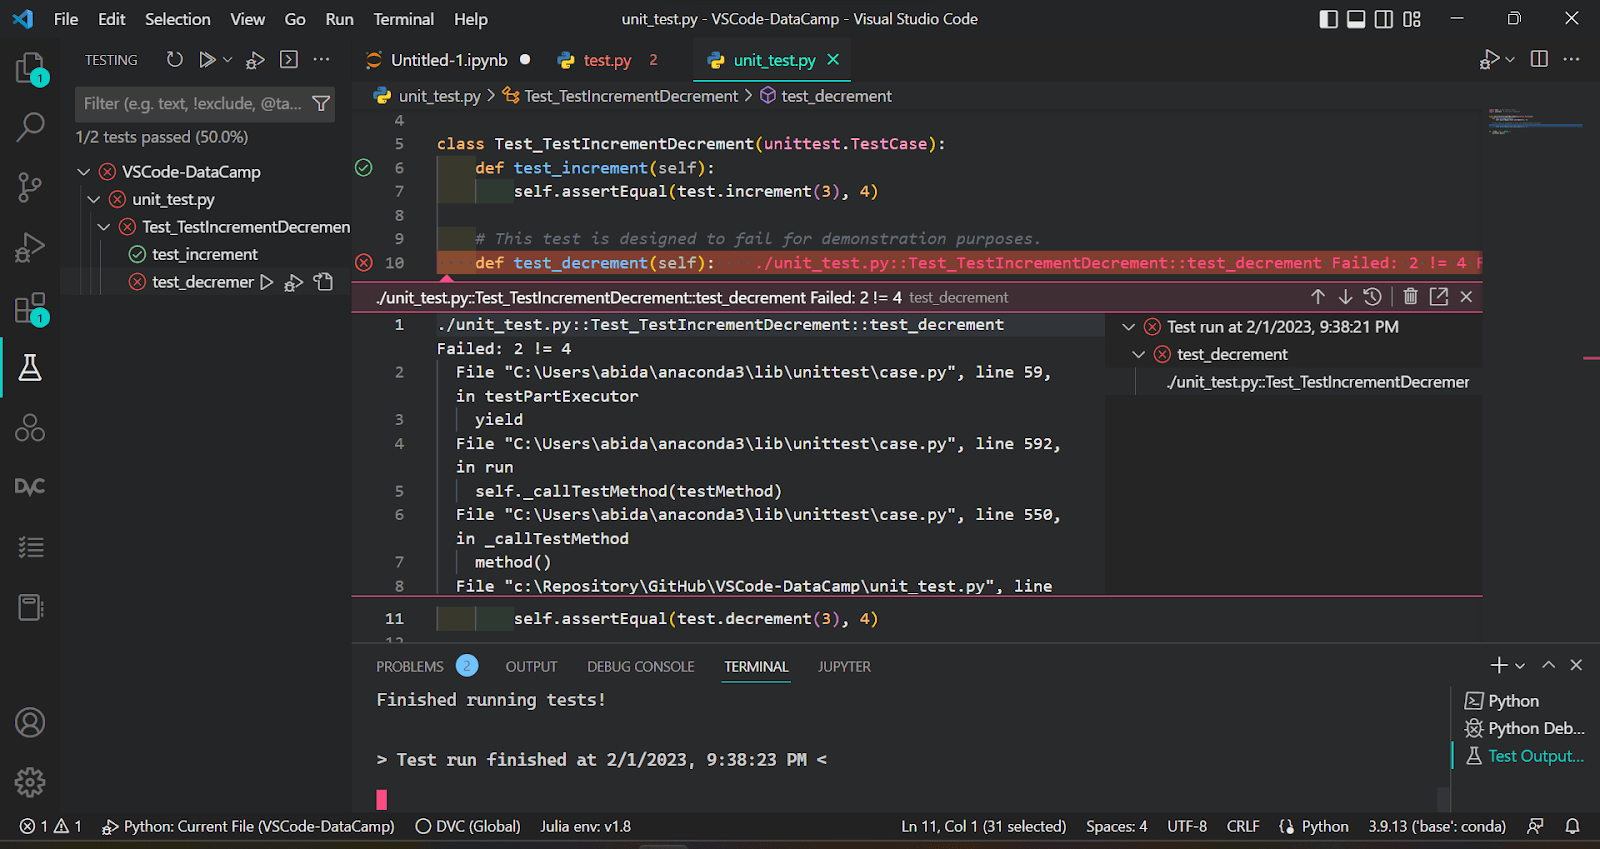 File Edit Selection View Go Run Terminal Help
unit_test.py - VSCode-DataCamp - Visual Studio Code
TESTING
Untitled-1.ipynb
test.py 2
unit_test.py
Filter (e.g. text, !exclude, @ta...
1/2 tests passed (50.0%)
VSCode-DataCamp
unit_test.py
Test_TestIncrementDecremen
test_increment
test_decremer
1
1
DVC
unit_test.py > Test_TestIncrementDecrement > test_decrement
4
5 class Test_TestIncrementDecrement(unittest.TestCase):
6 def test_increment(self):
7 self.assertEqual(test.increment(3), 4)
8
9 # This test is designed to fail for demonstration purposes.
10 def test_decrement(self): ./unit_test.py::Test_TestIncrementDecrement::test_decrement Failed: 2 != 4 F
./unit_test.py::Test_TestIncrementDecrement::test_decrement Failed: 2 != 4 test_decrement
1 ./unit_test.py::Test_TestIncrementDecrement::test_decrement
Failed: 2 != 4
2 File "C:\Users\abida\anaconda3\lib\unittest\case.py", line 59,
in testPartExecutor
3 yield
4 File "C:\Users\abida\anaconda3\lib\unittest\case.py", line 592,
in run
5 self._callTestMethod(testMethod)
6 File "C:\Users\abida\anaconda3\lib\unittest\case.py", line 550,
in _callTestMethod
7 method()
8 File "c:\Repository\GitHub\VSCode-DataCamp\unit_test.py", line
Test run at 2/1/2023, 9:38:21 PM
test_decrement
./unit_test.py::Test_TestIncrementDecremer
11 self.assertEqual(test.decrement(3), 4)
12
PROBLEMS 2 OUTPUT DEBUG CONSOLE TERMINAL JUPYTER
Finished running tests!
> Test run finished at 2/1/2023, 9:38:23 PM <
Python
Python Deb...
Test Output...
1 1 Python: Current File (VSCode-DataCamp) DVC (Global) Julia env: v1.8 Ln 11, Col 1 (31 selected) Spaces: 4 UTF-8 CRLF Python 3.9.13 ('base': conda)